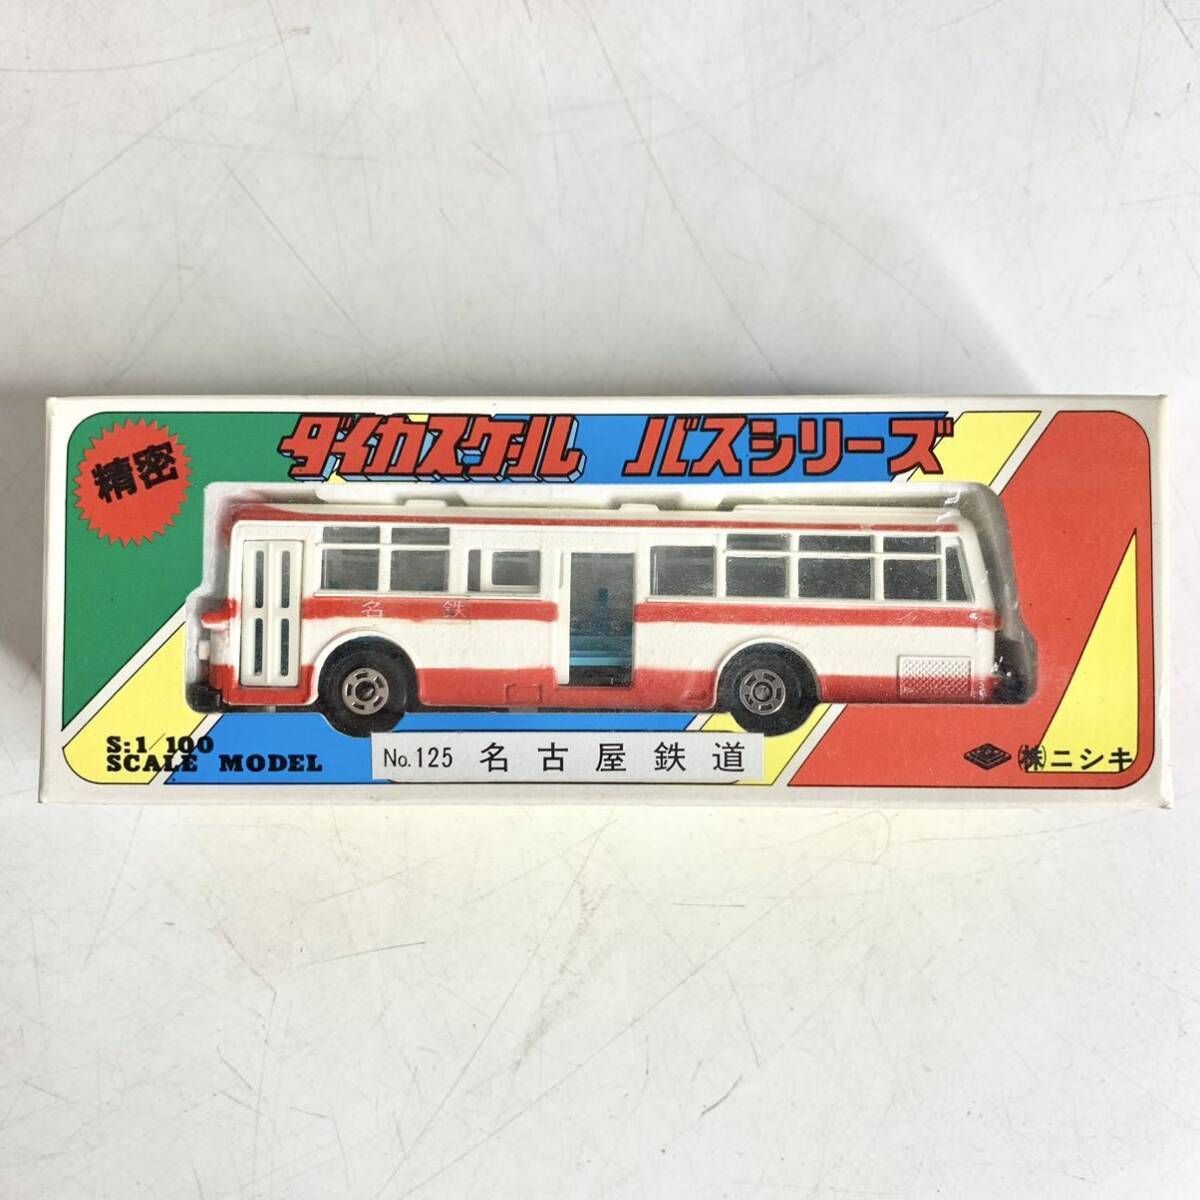 精密
ダイカスケール バスシリーズ
名鉄
S:1/100
SCALE MODEL
No.125 名古屋鉄道
㈱ニシキ